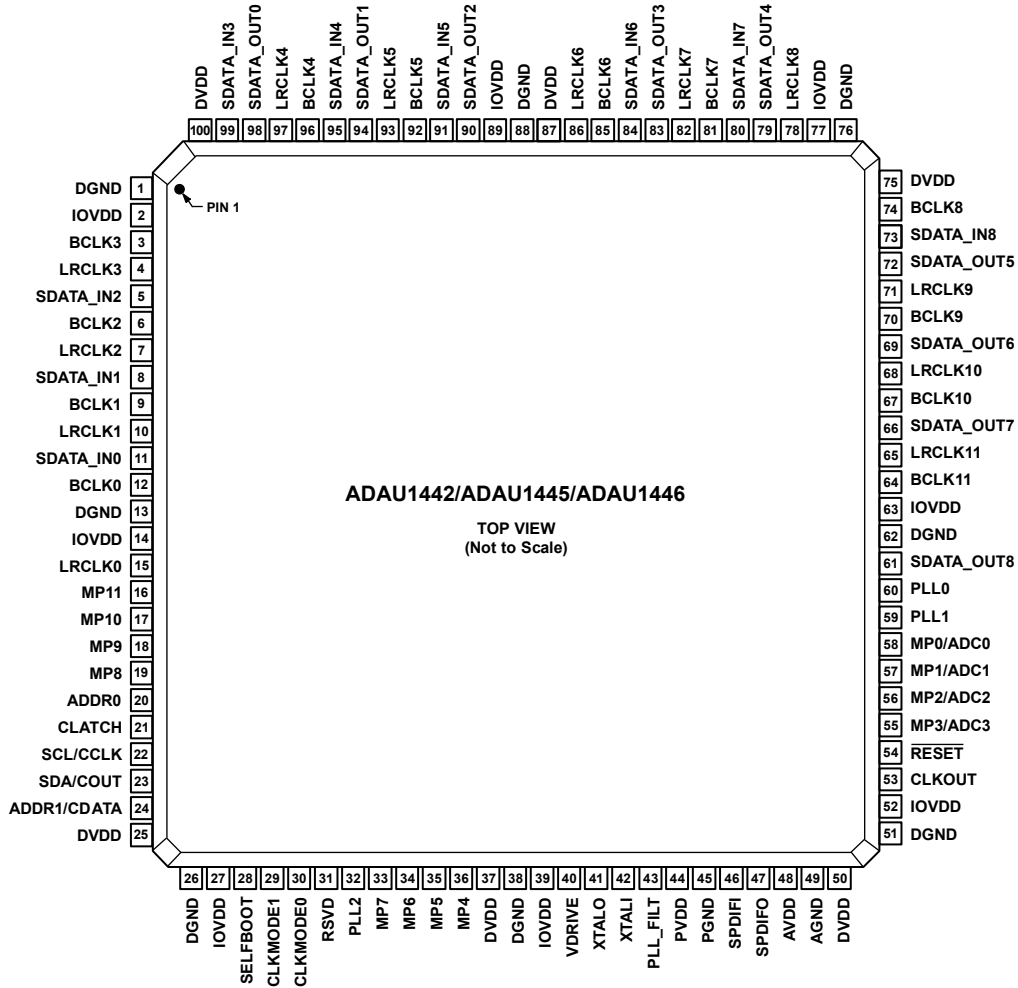 DVDD
SDATA_IN3
SDATA_OUT0
LRCLK4
BCLK4
SDATA_IN4
SDATA_OUT1
LRCLK5
BCLK5
SDATA_IN5
SDATA_OUT2
IOVDD
DGND
DVDD
LRCLK6
BCLK6
SDATA_IN6
SDATA_OUT3
LRCLK7
BCLK7
SDATA_IN7
SDATA_OUT4
LRCLK8
IOVDD
DGND
100 99 98 97 96 95 94 93 92 91 90 89 88 87 86 85 84 83 82 81 80 79 78 77 76
DGND 1
IOVDD 2
BCLK3 3
LRCLK3 4
SDATA_IN2 5
BCLK2 6
LRCLK2 7
SDATA_IN1 8
BCLK1 9
LRCLK1 10
SDATA_IN0 11
BCLK0 12
DGND 13
IOVDD 14
LRCLK0 15
MP11 16
MP10 17
MP9 18
MP8 19
ADDR0 20
CLATCH 21
SCL/CCLK 22
SDA/COUT 23
ADDR1/CDATA 24
DVDD 25
PIN 1
ADAU1442/ADAU1445/ADAU1446
TOP VIEW
(Not to Scale)
75 DVDD
74 BCLK8
73 SDATA_IN8
72 SDATA_OUT5
71 LRCLK9
70 BCLK9
69 SDATA_OUT6
68 LRCLK10
67 BCLK10
66 SDATA_OUT7
65 LRCLK11
64 BCLK11
63 IOVDD
62 DGND
61 SDATA_OUT8
60 PLL0
59 PLL1
58 MP0/ADC0
57 MP1/ADC1
56 MP2/ADC2
55 MP3/ADC3
54 RESET
53 CLKOUT
52 IOVDD
51 DGND
26 27 28 29 30 31 32 33 34 35 36 37 38 39 40 41 42 43 44 45 46 47 48 49 50
DGND
IOVDD
SELFBOOT
CLKMODE1
CLKMODE0
RSVD
PLL2
MP7
MP6
MP5
MP4
DVDD
DGND
IOVDD
VDRIVE
XTALO
XTALI
PLL_FILT
PVDD
PGND
SPDIFI
SPDIFO
AVDD
AGND
DVDD